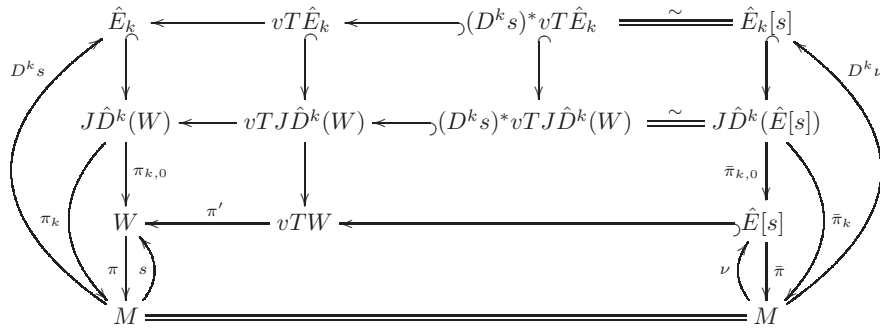 Ê_k vTÊ_k (D^k s)^* vTÊ_k ∼ Ê_k[s]
D^k s D^k ν
JD̂^k(W) vTJD̂^k(W) (D^k s)^* vTJD̂^k(W) ∼ JD̂^k(Ê[s])
π_{k,0} π̄_{k,0}
π_k π′ π̄_k
W vTW Ê[s]
π s ν π̄
M M